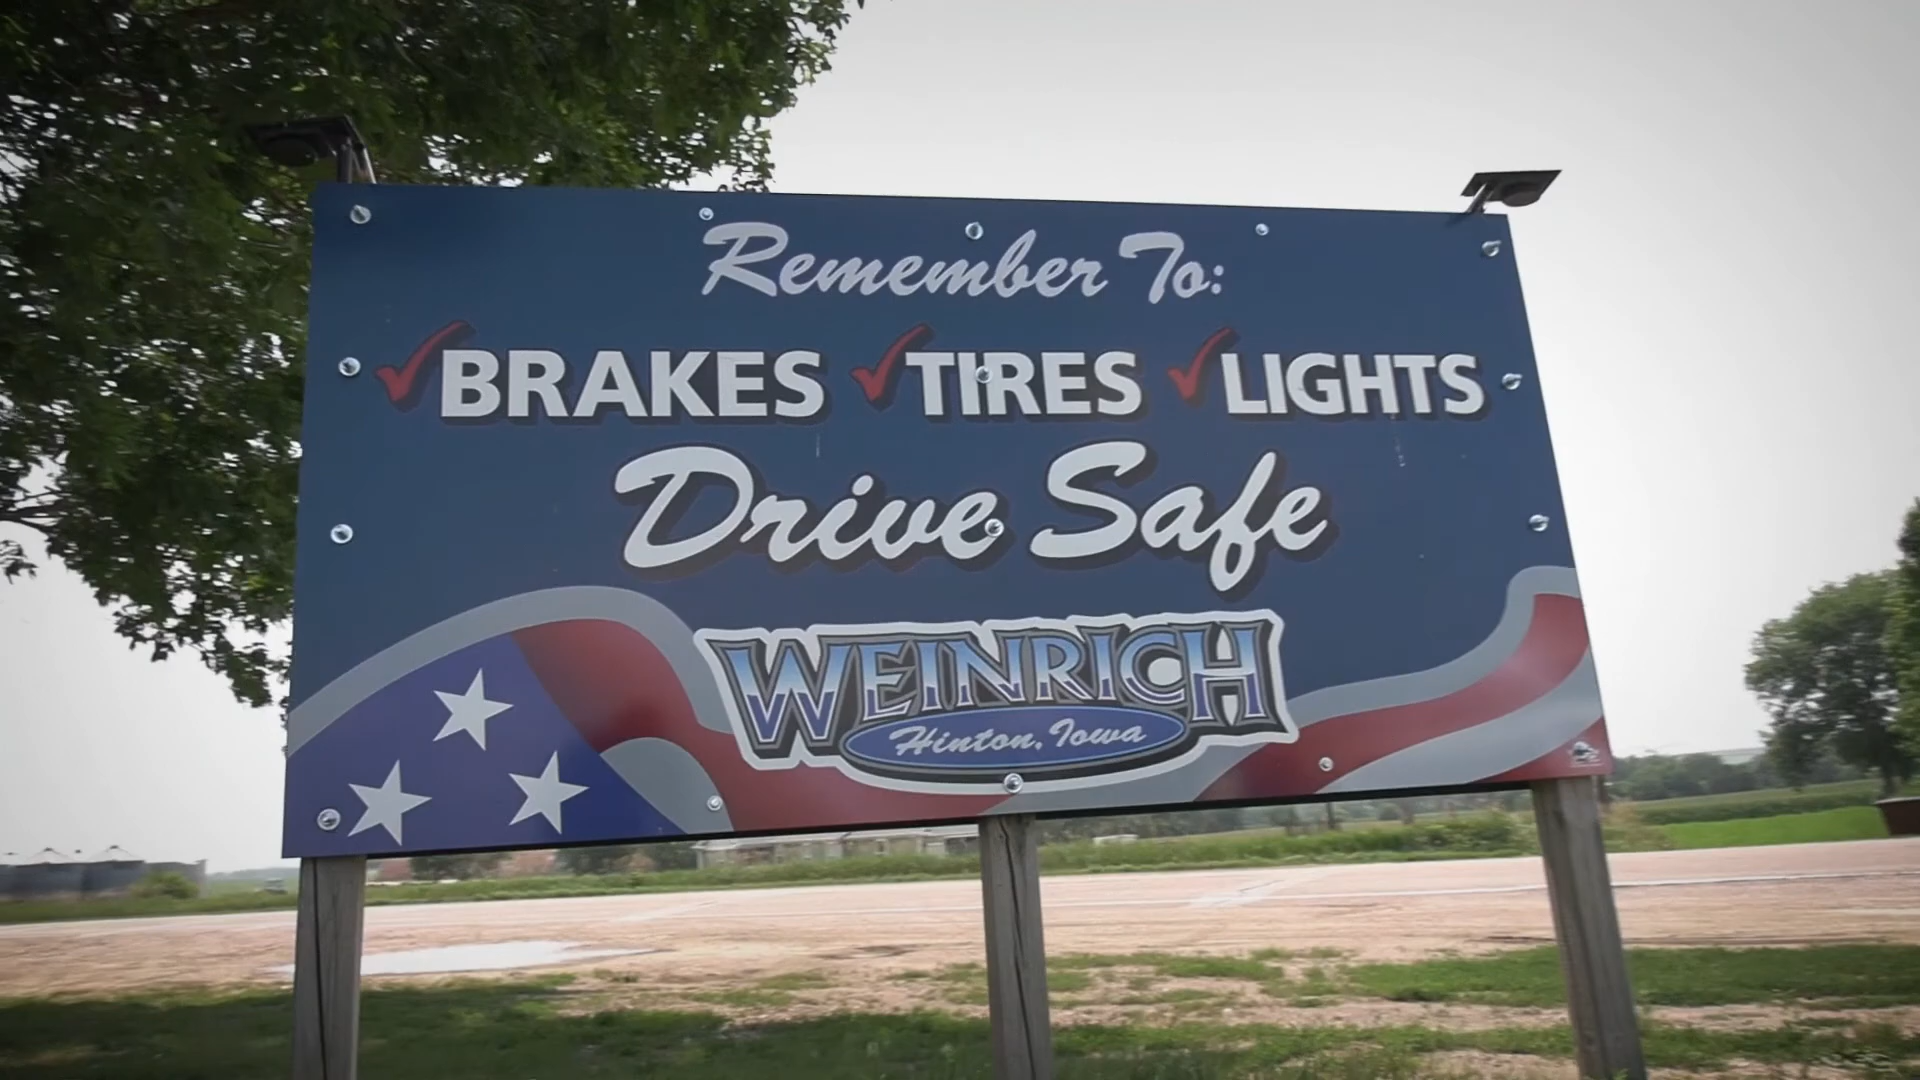 Remember To:
✓BRAKES ✓TIRES ✓LIGHTS
Drive Safe
WEINRICH
Hinton, Iowa